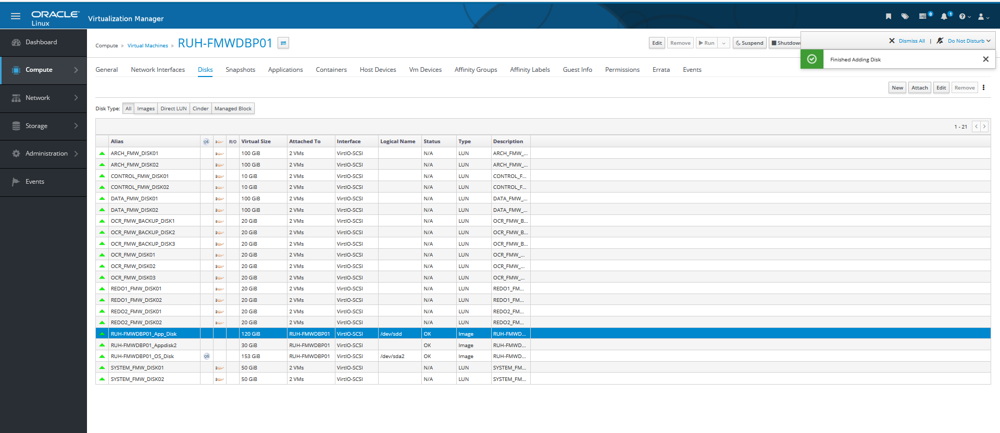 ORACLE Linux Virtualization Manager 0 1
Dashboard
Compute
Network
Storage
Administration
Events
Compute » Virtual Machines » RUH-FMWDBP01
Edit Remove Run Suspend Shutdown
Dismiss All | Do Not Disturb
Finished Adding Disk
General Network Interfaces Disks Snapshots Applications Containers Host Devices Vm Devices Affinity Groups Affinity Labels Guest Info Permissions Errata Events
New Attach Edit Remove
Disk Type: All Images Direct LUN Cinder Managed Block
1 - 21
Alias OS R/O Virtual Size Attached To Interface Logical Name Status Type Description
ARCH_FMW_DISK01 100 GiB 2 VMs VirtIO-SCSI N/A LUN ARCH_FMW_...
ARCH_FMW_DISK02 100 GiB 2 VMs VirtIO-SCSI N/A LUN ARCH_FMW_...
CONTROL_FMW_DISK01 10 GiB 2 VMs VirtIO-SCSI N/A LUN CONTROL_F...
CONTROL_FMW_DISK02 10 GiB 2 VMs VirtIO-SCSI N/A LUN CONTROL_F...
DATA_FMW_DISK01 100 GiB 2 VMs VirtIO-SCSI N/A LUN DATA_FMW_...
DATA_FMW_DISK02 100 GiB 2 VMs VirtIO-SCSI N/A LUN DATA_FMW_...
OCR_FMW_BACKUP_DISK1 20 GiB 2 VMs VirtIO-SCSI N/A LUN OCR_FMW_B...
OCR_FMW_BACKUP_DISK2 20 GiB 2 VMs VirtIO-SCSI N/A LUN OCR_FMW_B...
OCR_FMW_BACKUP_DISK3 20 GiB 2 VMs VirtIO-SCSI N/A LUN OCR_FMW_B...
OCR_FMW_DISK01 20 GiB 2 VMs VirtIO-SCSI N/A LUN OCR_FMW_...
OCR_FMW_DISK02 20 GiB 2 VMs VirtIO-SCSI N/A LUN OCR_FMW_...
OCR_FMW_DISK03 20 GiB 2 VMs VirtIO-SCSI N/A LUN OCR_FMW_...
REDO1_FMW_DISK01 20 GiB 2 VMs VirtIO-SCSI N/A LUN REDO1_FM...
REDO1_FMW_DISK02 20 GiB 2 VMs VirtIO-SCSI N/A LUN REDO1_FM...
REDO2_FMW_DISK01 20 GiB 2 VMs VirtIO-SCSI N/A LUN REDO2_FM...
REDO2_FMW_DISK02 20 GiB 2 VMs VirtIO-SCSI N/A LUN REDO2_FM...
RUH-FMWDBP01_App_Disk 120 GiB RUH-FMWDBP01 VirtIO-SCSI /dev/sdd OK Image RUH-FMWD...
RUH-FMWDBP01_Appdisk2 30 GiB RUH-FMWDBP01 VirtIO-SCSI OK Image RUH-FMWD...
RUH-FMWDBP01_OS_Disk OS 153 GiB RUH-FMWDBP01 VirtIO-SCSI /dev/sda2 OK Image RUH-FMWD...
SYSTEM_FMW_DISK01 50 GiB 2 VMs VirtIO-SCSI N/A LUN SYSTEM_FM...
SYSTEM_FMW_DISK02 50 GiB 2 VMs VirtIO-SCSI N/A LUN SYSTEM_FM...